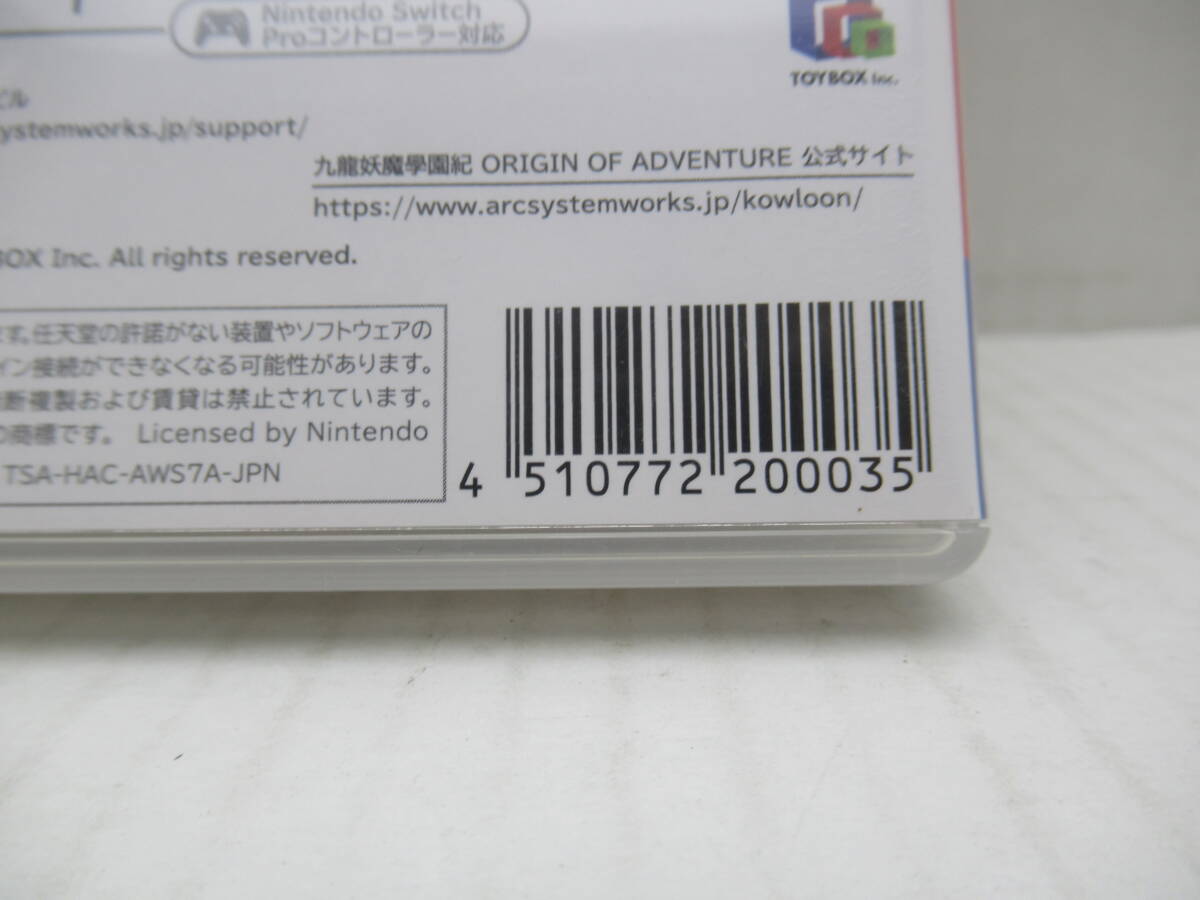 Nintendo Switch
Proコントローラー対応
TOYBOX Inc.
ビル
systemworks.jp/support/
九龍妖魔學園紀 ORIGIN OF ADVENTURE 公式サイト
https://www.arcsystemworks.jp/kowloon/
BOX Inc. All rights reserved.
ます。任天堂の許諾がない装置やソフトウェアの
イン接続ができなくなる可能性があります。
無断複製および賃貸は禁止されています。
の商標です。 Licensed by Nintendo
TSA-HAC-AWS7A-JPN
4 510772 200035